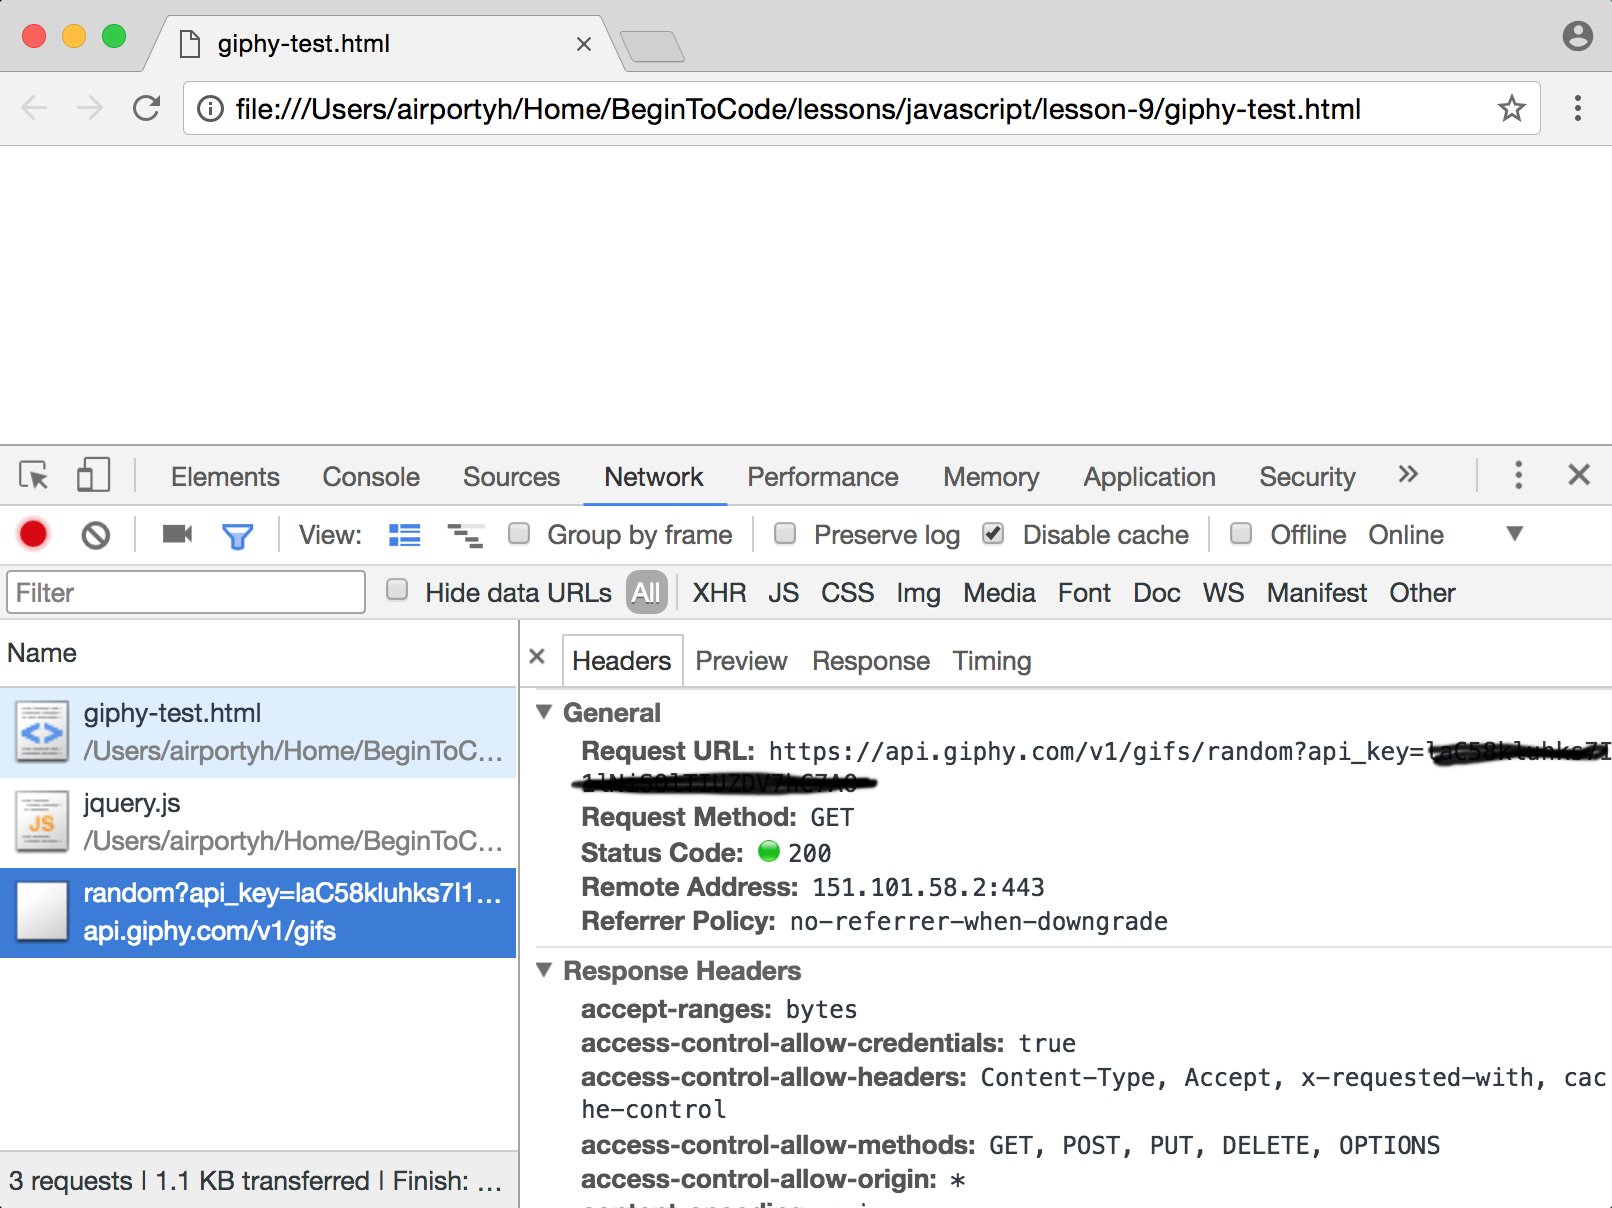 giphy-test.html
file:///Users/airportyh/Home/BeginToCode/lessons/javascript/lesson-9/giphy-test.html
Elements Console Sources Network Performance Memory Application Security
View: Group by frame Preserve log Disable cache Offline Online
Filter Hide data URLs All XHR JS CSS Img Media Font Doc WS Manifest Other
Name
giphy-test.html
/Users/airportyh/Home/BeginToC...
jquery.js
/Users/airportyh/Home/BeginToC...
random?api_key=laC58kluhks7I1...
api.giphy.com/v1/gifs
3 requests | 1.1 KB transferred | Finish: ...
Headers Preview Response Timing
General
Request URL: https://api.giphy.com/v1/gifs/random?api_key=
Request Method: GET
Status Code: 200
Remote Address: 151.101.58.2:443
Referrer Policy: no-referrer-when-downgrade
Response Headers
accept-ranges: bytes
access-control-allow-credentials: true
access-control-allow-headers: Content-Type, Accept, x-requested-with, cac
he-control
access-control-allow-methods: GET, POST, PUT, DELETE, OPTIONS
access-control-allow-origin: *